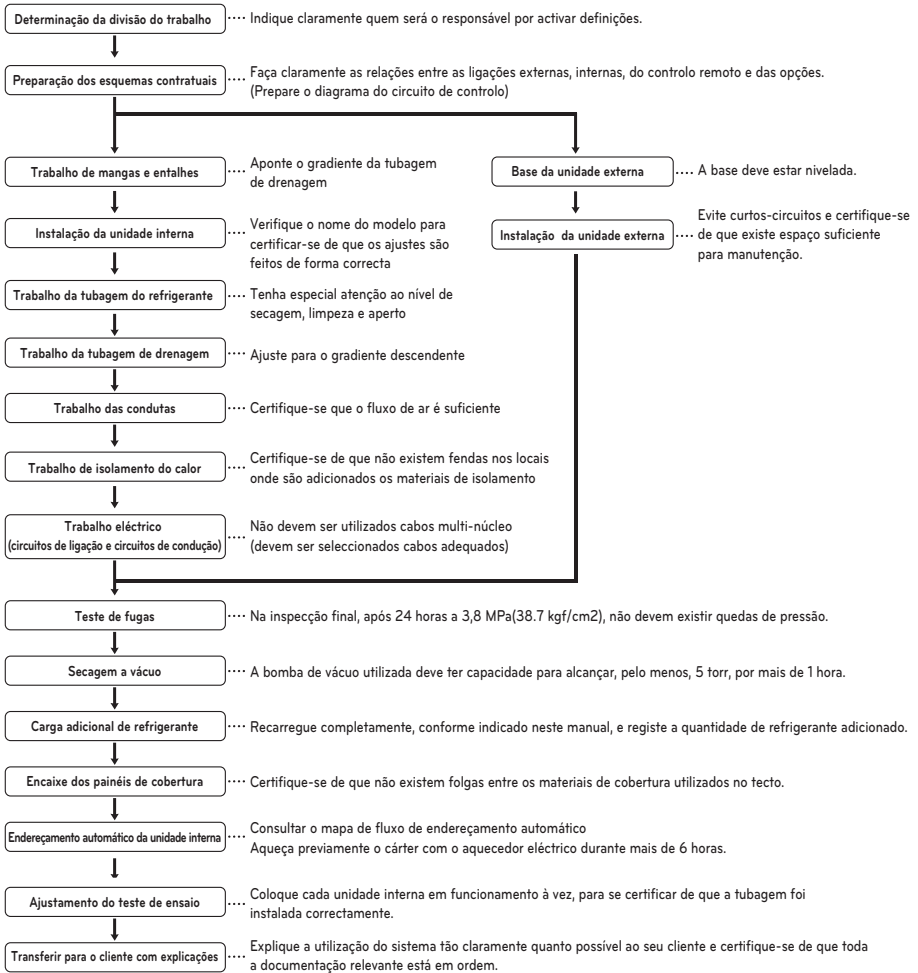 Determinação da divisão do trabalho
Indique claramente quem será o responsável por activar definições.
Preparação dos esquemas contratuais
Faça claramente as relações entre as ligações externas, internas, do controlo remoto e das opções.
(Prepare o diagrama do circuito de controlo)
Trabalho de mangas e entalhes
Aponte o gradiente da tubagem
de drenagem
Base da unidade externa
A base deve estar nivelada.
Instalação da unidade interna
Verifique o nome do modelo para
certificar-se de que os ajustes são
feitos de forma correcta
Instalação da unidade externa
Evite curtos-circuitos e certifique-se
de que existe espaço suficiente
para manutenção.
Trabalho da tubagem do refrigerante
Tenha especial atenção ao nível de
secagem, limpeza e aperto
Trabalho da tubagem de drenagem
Ajuste para o gradiente descendente
Trabalho das condutas
Certifique-se que o fluxo de ar é suficiente
Trabalho de isolamento do calor
Certifique-se de que não existem fendas nos locais
onde são adicionados os materiais de isolamento
Trabalho eléctrico
(circuitos de ligação e circuitos de condução)
Não devem ser utilizados cabos multi-núcleo
(devem ser seleccionados cabos adequados)
Teste de fugas
Na inspecção final, após 24 horas a 3,8 MPa(38.7 kgf/cm2), não devem existir quedas de pressão.
Secagem a vácuo
A bomba de vácuo utilizada deve ter capacidade para alcançar, pelo menos, 5 torr, por mais de 1 hora.
Carga adicional de refrigerante
Recarregue completamente, conforme indicado neste manual, e registe a quantidade de refrigerante adicionado.
Encaixe dos painéis de cobertura
Certifique-se de que não existem folgas entre os materiais de cobertura utilizados no tecto.
Endereçamento automático da unidade interna
Consultar o mapa de fluxo de endereçamento automático
Aqueça previamente o cárter com o aquecedor eléctrico durante mais de 6 horas.
Ajustamento do teste de ensaio
Coloque cada unidade interna em funcionamento à vez, para se certificar de que a tubagem foi
instalada correctamente.
Transferir para o cliente com explicações
Explique a utilização do sistema tão claramente quanto possível ao seu cliente e certifique-se de que toda
a documentação relevante está em ordem.